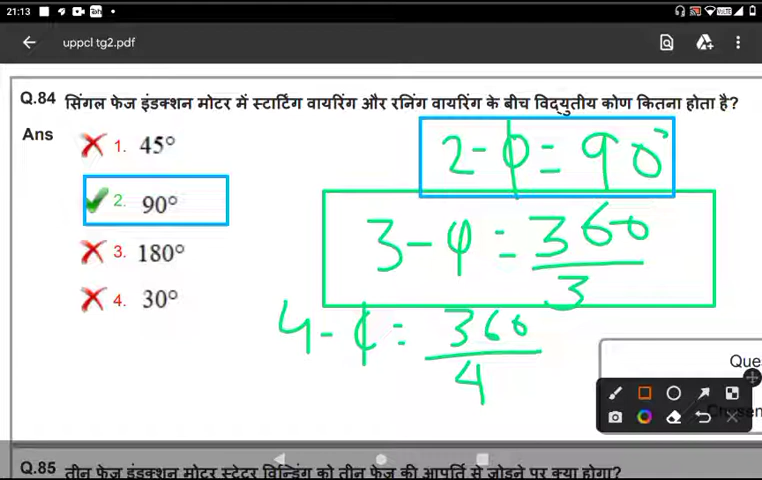 21:13
uppcl tg2.pdf
Q.84 सिंगल फेज इंडक्शन मोटर में स्टार्टिंग वायरिंग और रनिंग वायरिंग के बीच विद्युतीय कोण कितना होता है?
Ans
1. 45°
2. 90°
3. 180°
4. 30°
2-ϕ=90°
3-φ=360/3
4-ϕ=360/4
Que
Q.85 तीन फेज इंडक्शन मोटर स्टेटर विन्डिंग को तीन फेज की आपर्ति से जोड़ने पर क्या होगा?